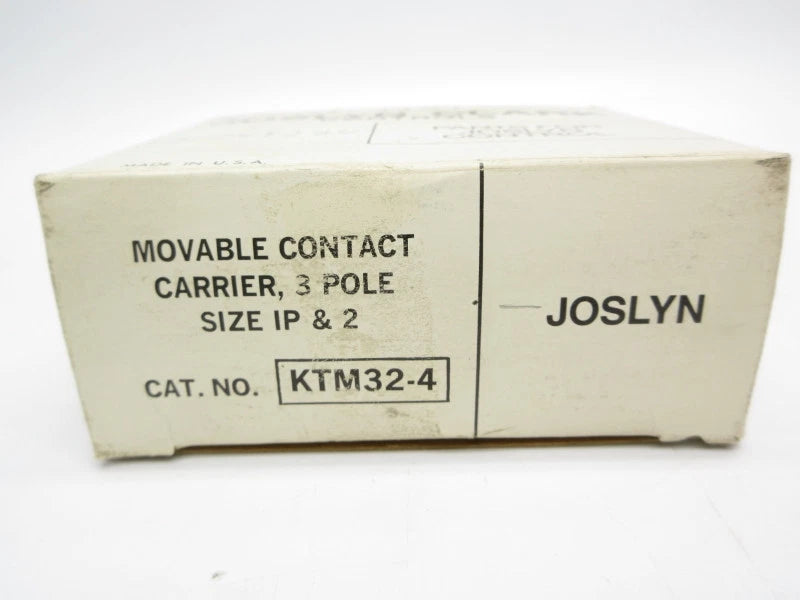 MADE IN U.S.A.
MOVABLE CONTACT
CARRIER, 3 POLE
SIZE IP & 2
CAT. NO. KTM32-4
JOSLYN